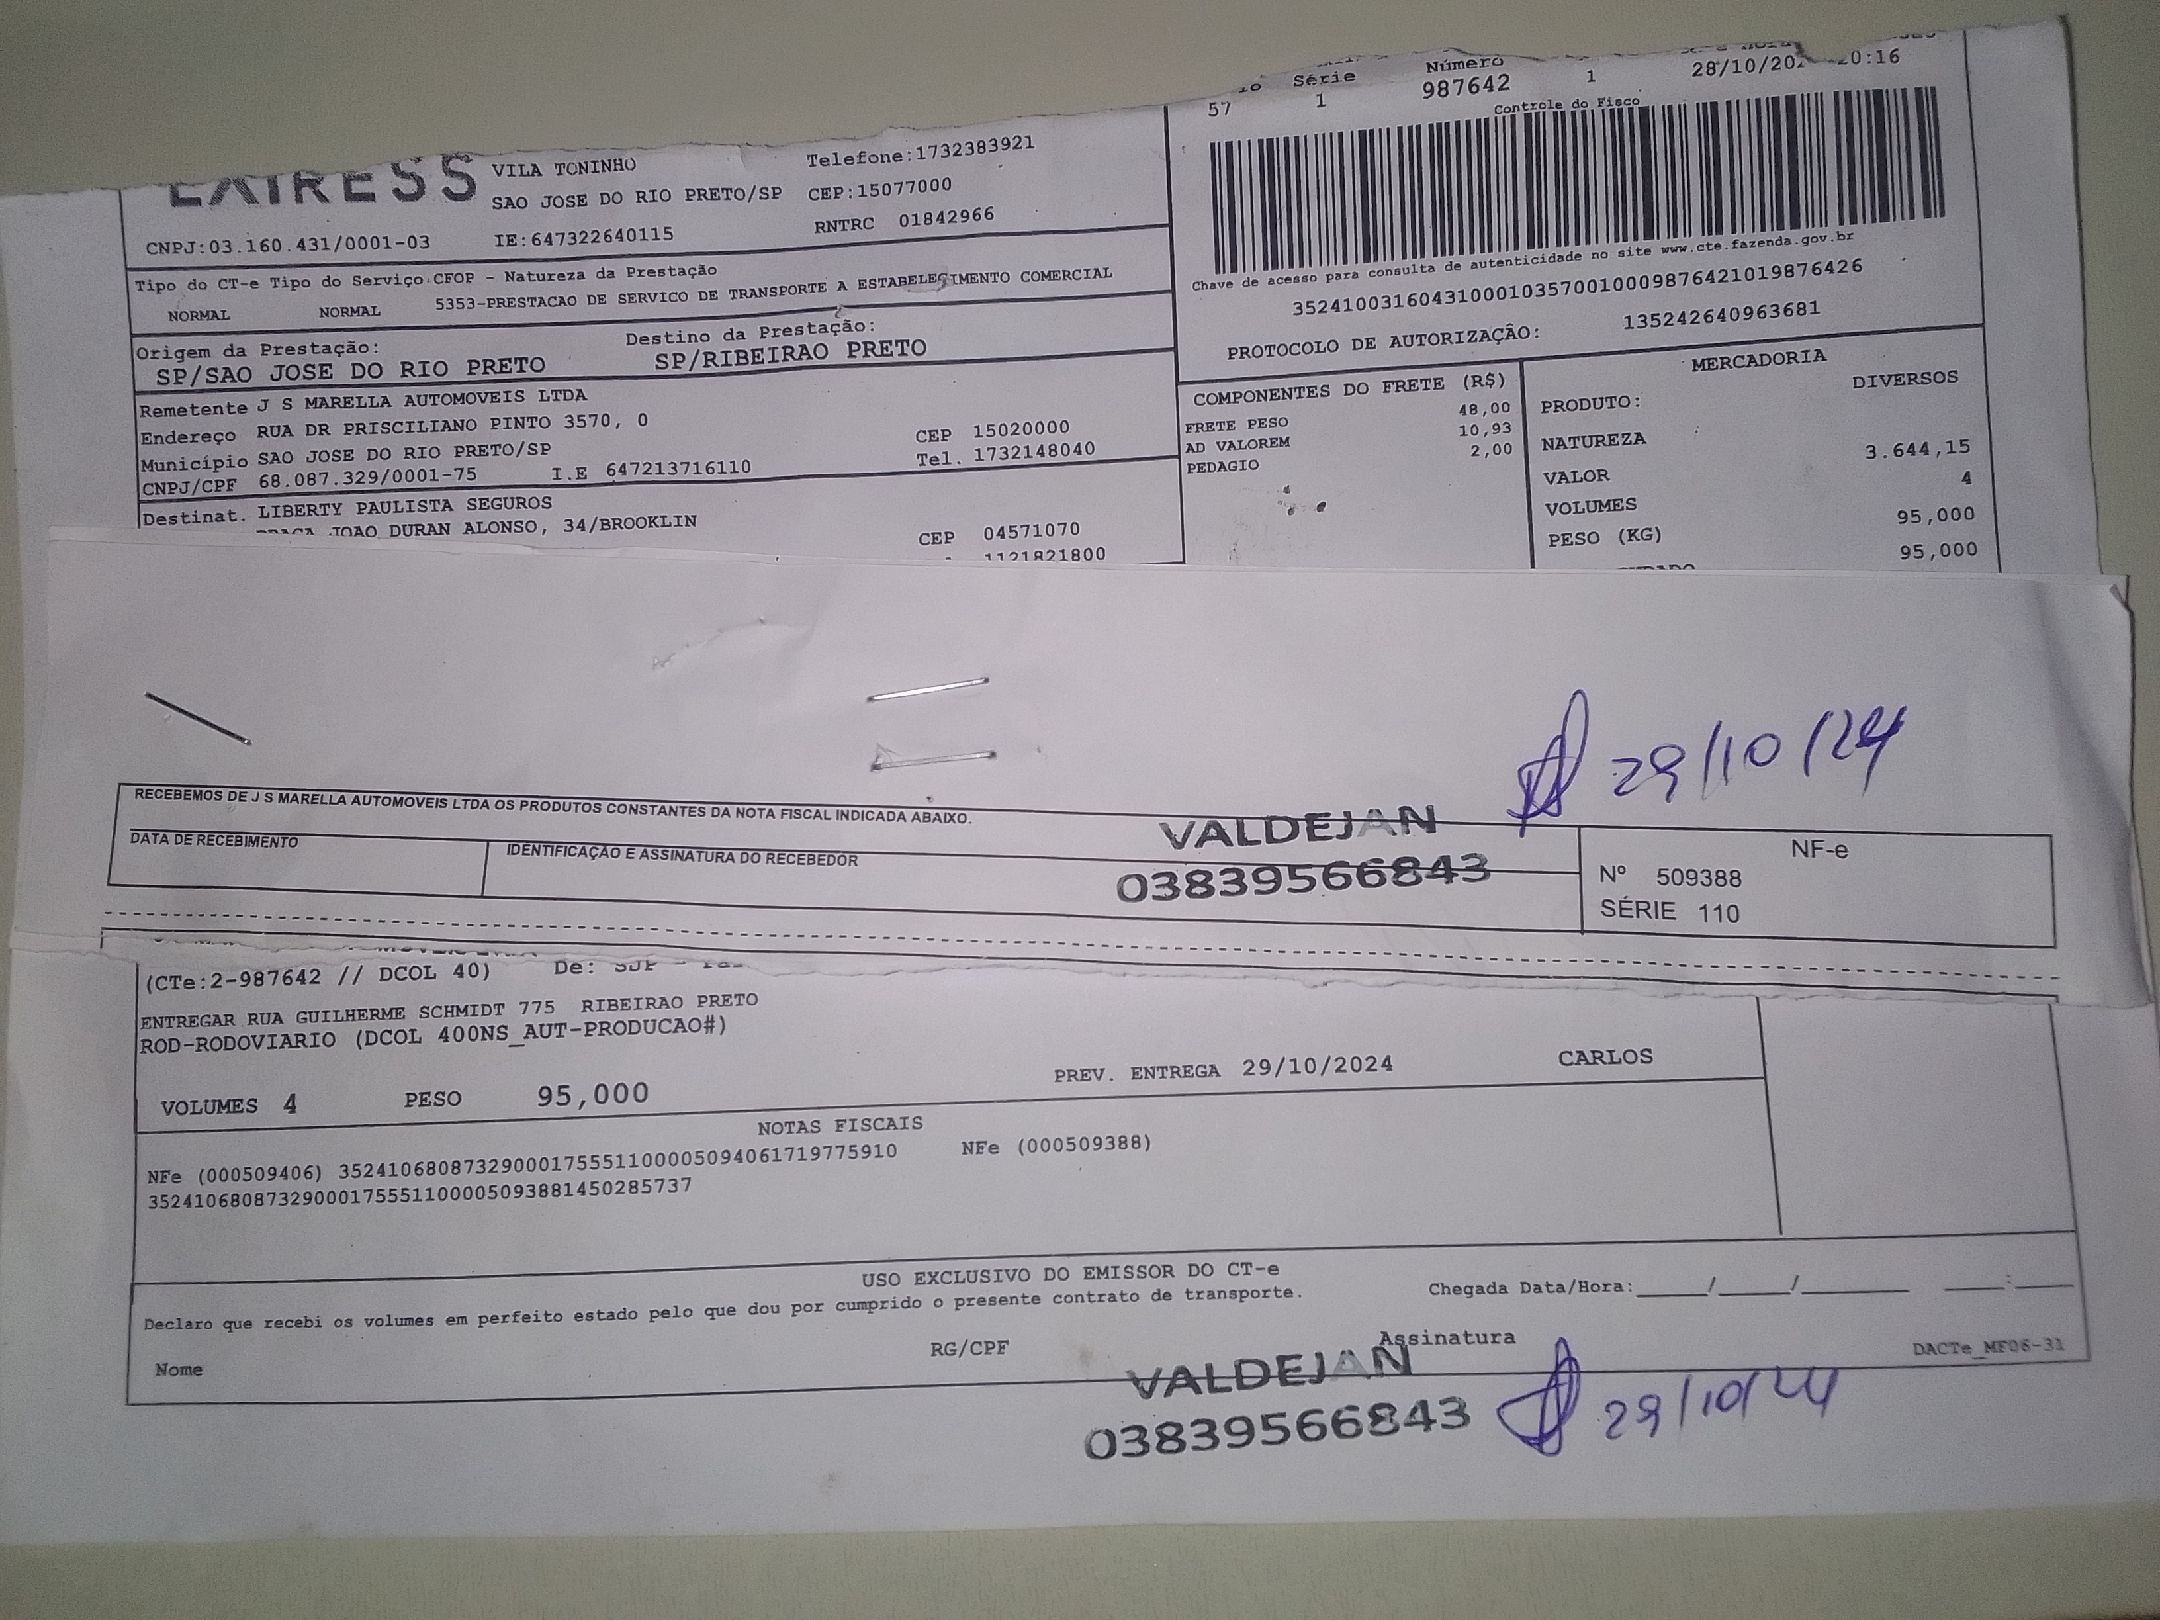 Série Número
57 1 987642 1 28/10/20 20:16
Controle do Fisco
EXPRESS
VILA TONINHO Telefone:1732383921
SAO JOSE DO RIO PRETO/SP CEP:15077000
CNPJ:03.160.431/0001-03 IE:647322640115 RNTRC 01842966
Chave de acesso para consulta de autenticidade no site www.cte.fazenda.gov.br
35241003160431000103570010009876421019876426
PROTOCOLO DE AUTORIZAÇÃO: 135242640963681
Tipo do CT-e Tipo do Serviço CFOP - Natureza da Prestação
NORMAL NORMAL 5353-PRESTACAO DE SERVICO DE TRANSPORTE A ESTABELECIMENTO COMERCIAL
Origem da Prestação: Destino da Prestação:
SP/SAO JOSE DO RIO PRETO SP/RIBEIRAO PRETO
Remetente J S MARELLA AUTOMOVEIS LTDA
Endereço RUA DR PRISCILIANO PINTO 3570, 0 CEP 15020000
Município SAO JOSE DO RIO PRETO/SP Tel. 1732148040
CNPJ/CPF 68.087.329/0001-75 I.E 647213716110
Destinat. LIBERTY PAULISTA SEGUROS
JOAO DURAN ALONSO, 34/BROOKLIN CEP 04571070
1121821800
COMPONENTES DO FRETE (R$)
FRETE PESO 48,00
AD VALOREM 10,93
PEDAGIO 2,00
MERCADORIA
PRODUTO: DIVERSOS
NATUREZA
VALOR 3.644,15
VOLUMES 4
PESO (KG) 95,000
95,000
29/10/24
RECEBEMOS DE J S MARELLA AUTOMOVEIS LTDA OS PRODUTOS CONSTANTES DA NOTA FISCAL INDICADA ABAIXO.
DATA DE RECEBIMENTO IDENTIFICAÇÃO E ASSINATURA DO RECEBEDOR
VALDEJAN
03839566843
NF-e
Nº 509388
SÉRIE 110
(CTe:2-987642 // DCOL 40) De:
ENTREGAR RUA GUILHERME SCHMIDT 775 RIBEIRAO PRETO
ROD-RODOVIARIO (DCOL 400NS_AUT-PRODUCAO#)
VOLUMES 4 PESO 95,000 PREV. ENTREGA 29/10/2024 CARLOS
NOTAS FISCAIS
NFe (000509406) 35241068087329000175551100005094061719775910 NFe (000509388)
35241068087329000175551100005093881450285737
USO EXCLUSIVO DO EMISSOR DO CT-e
Declaro que recebi os volumes em perfeito estado pelo que dou por cumprido o presente contrato de transporte. Chegada Data/Hora:_____/_____/________ ____:____
Nome RG/CPF Assinatura DACTe_MF06-31
VALDEJAN
03839566843
29/10/24